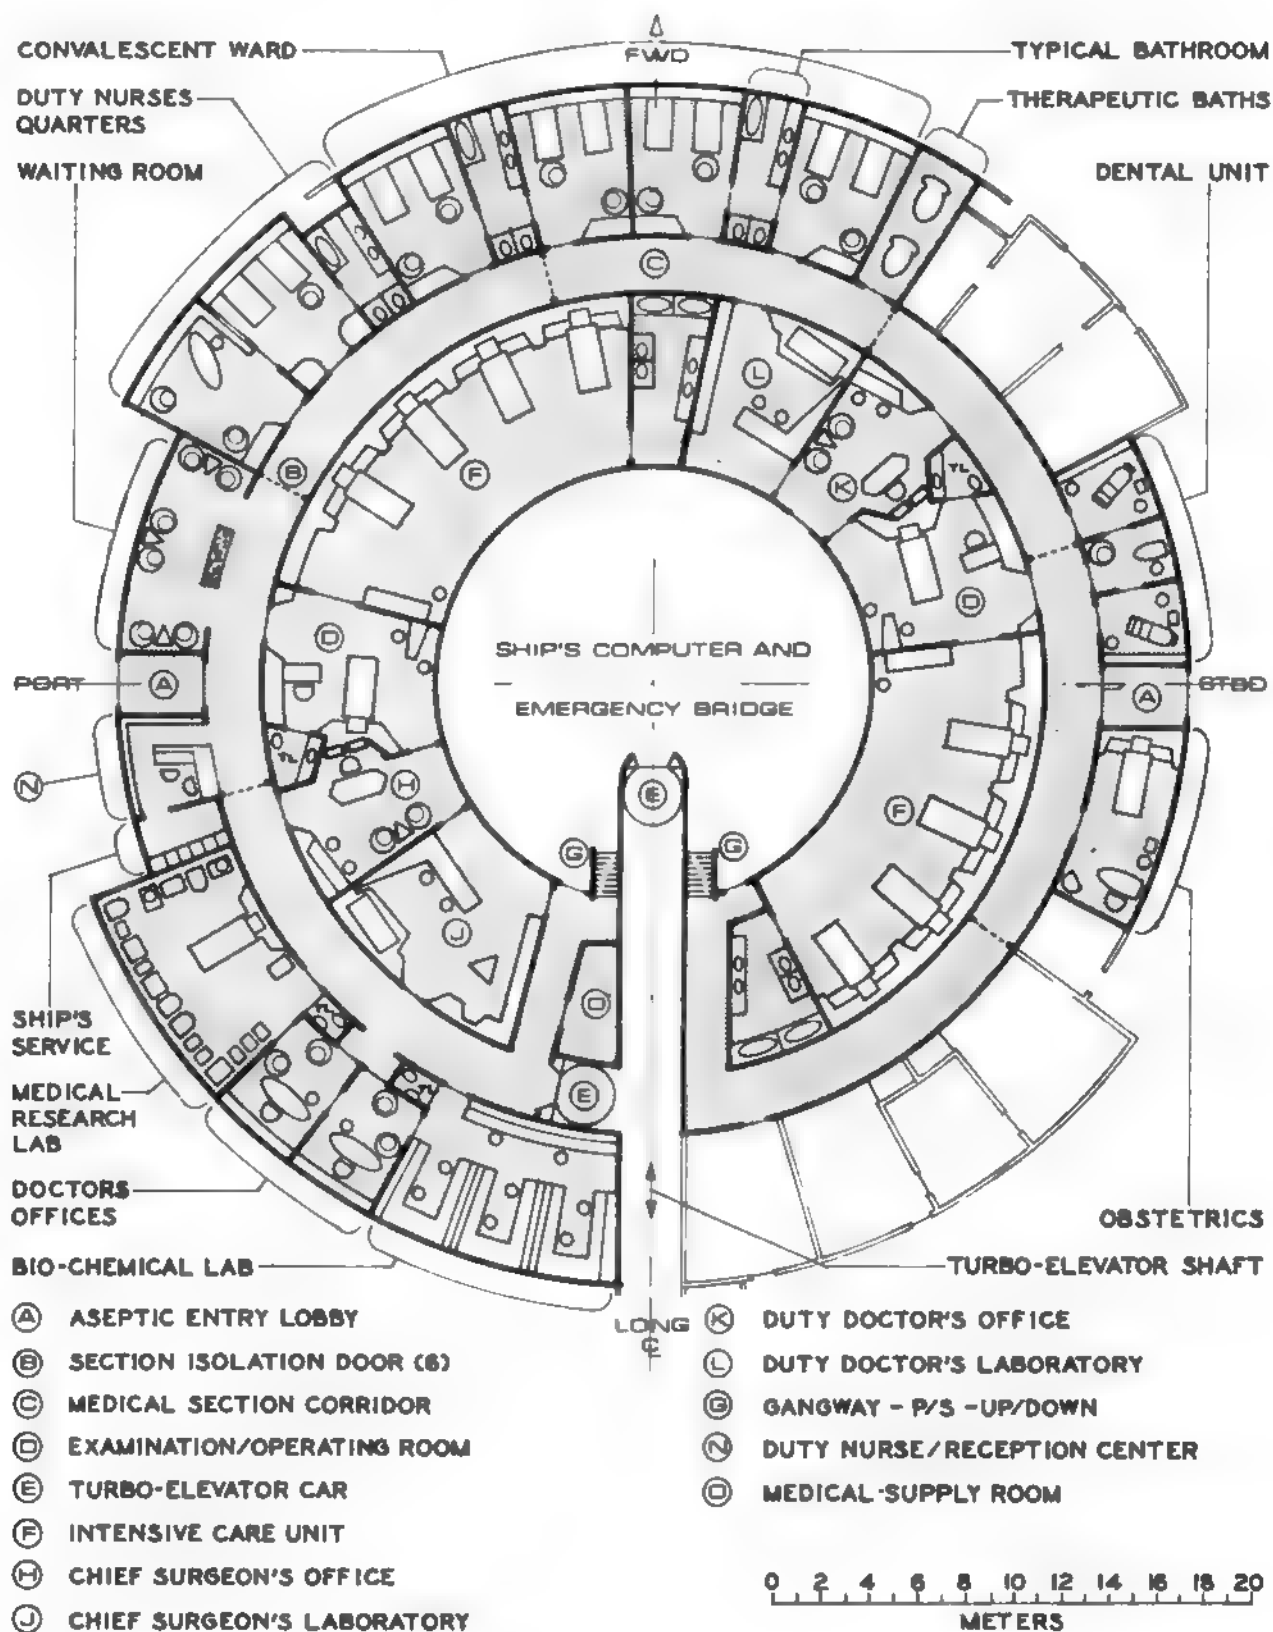 FWD
CONVALESCENT WARD
TYPICAL BATHROOM
DUTY NURSES
QUARTERS
THERAPEUTIC BATHS
WAITING ROOM
DENTAL UNIT
C
L
B
F
K
YL
D
D
SHIP'S COMPUTER AND
EMERGENCY BRIDGE
PORT
A
A
STBD
YL
H
N
E
F
G
G
J
O
E
SHIP'S
SERVICE
MEDICAL
RESEARCH
LAB
DOCTORS
OFFICES
OBSTETRICS
BIO-CHEMICAL LAB
TURBO-ELEVATOR SHAFT
LONG
℄
A ASEPTIC ENTRY LOBBY
B SECTION ISOLATION DOOR (6)
C MEDICAL SECTION CORRIDOR
D EXAMINATION/OPERATING ROOM
E TURBO-ELEVATOR CAR
F INTENSIVE CARE UNIT
H CHIEF SURGEON'S OFFICE
J CHIEF SURGEON'S LABORATORY
K DUTY DOCTOR'S OFFICE
L DUTY DOCTOR'S LABORATORY
G GANGWAY - P/S - UP/DOWN
N DUTY NURSE/RECEPTION CENTER
O MEDICAL-SUPPLY ROOM
0 2 4 6 8 10 12 14 16 18 20
METERS